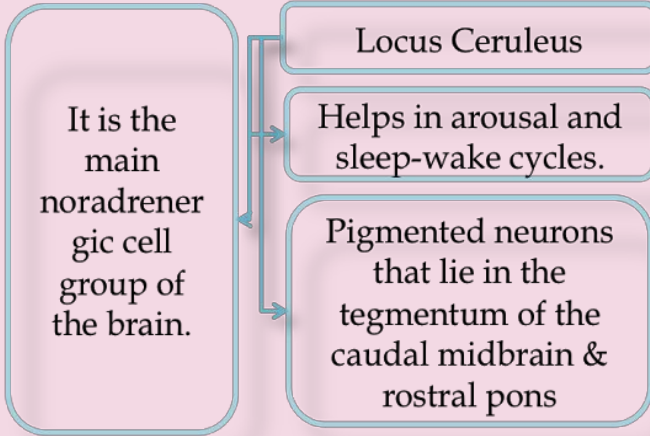 Locus Ceruleus
It is the
main
noradrener
gic cell
group of
the brain.
Helps in arousal and
sleep-wake cycles.
Pigmented neurons
that lie in the
tegmentum of the
caudal midbrain &
rostral pons